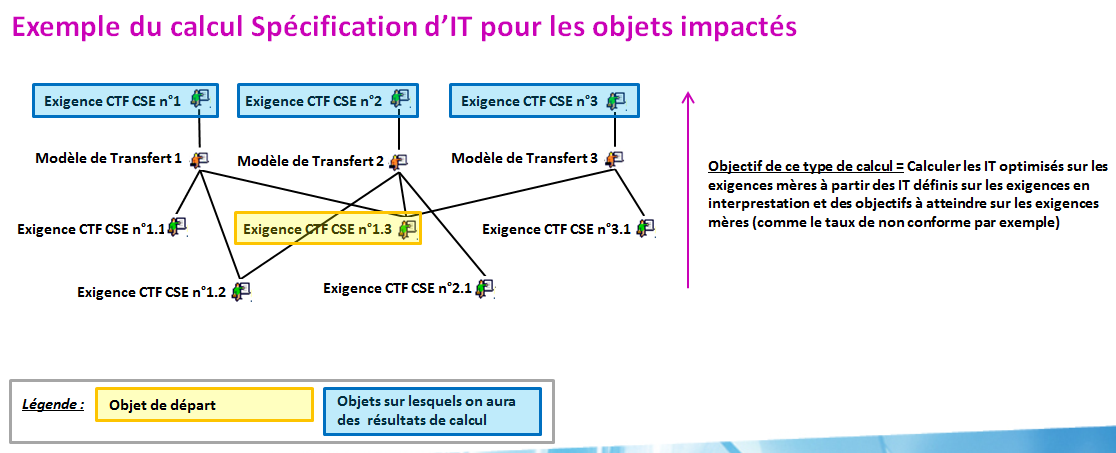 Exemple du calcul Spécification d'IT pour les objets impactés
Exigence CTF CSE n°1
Exigence CTF CSE n°2
Exigence CTF CSE n°3
Modèle de Transfert 1
Modèle de Transfert 2
Modèle de Transfert 3
Objectif de ce type de calcul = Calculer les IT optimisés sur les
exigences mères à partir des IT définis sur les exigences en
interprestation et des objectifs à atteindre sur les exigences
mères (comme le taux de non conforme par exemple)
Exigence CTF CSE n°1.1
Exigence CTF CSE n°1.3
Exigence CTF CSE n°3.1
Exigence CTF CSE n°1.2
Exigence CTF CSE n°2.1
Légende :
Objet de départ
Objets sur lesquels on aura
des résultats de calcul